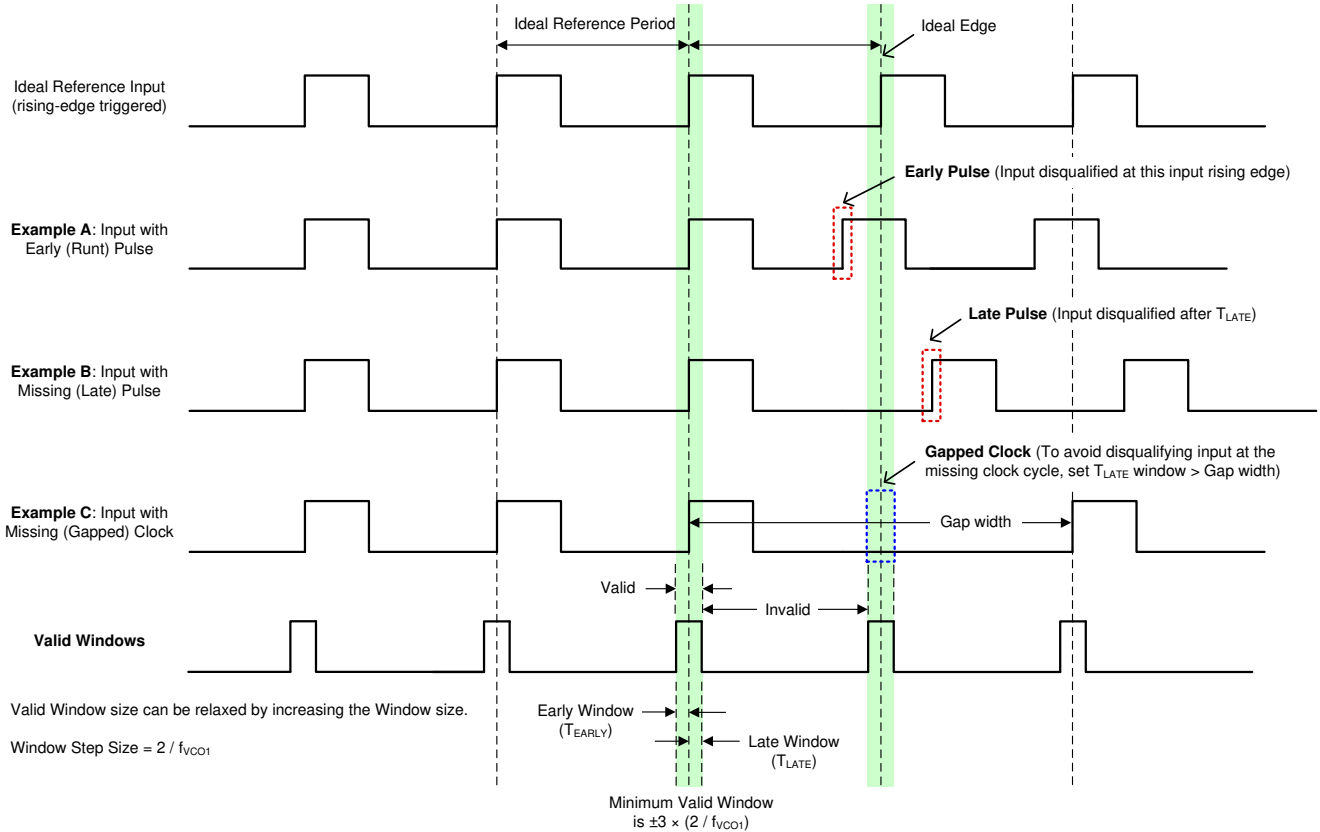 Ideal Reference Period
Ideal Edge
Ideal Reference Input
(rising-edge triggered)
Early Pulse (Input disqualified at this input rising edge)
Example A: Input with
Early (Runt) Pulse
Late Pulse (Input disqualified after TLATE)
Example B: Input with
Missing (Late) Pulse
Gapped Clock (To avoid disqualifying input at the
missing clock cycle, set TLATE window > Gap width)
Example C: Input with
Missing (Gapped) Clock
Gap width
Valid
Invalid
Valid Windows
Valid Window size can be relaxed by increasing the Window size.
Window Step Size = 2 / fVCO1
Early Window
(TEARLY)
Late Window
(TLATE)
Minimum Valid Window
is ±3 × (2 / fVCO1)